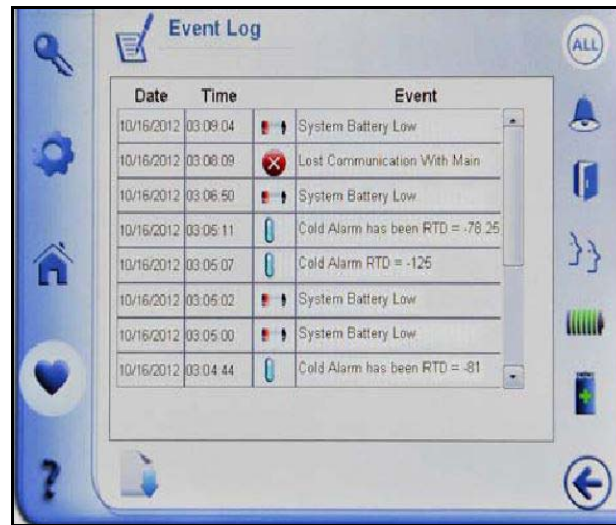 Event Log
ALL
Date Time Event
10/16/2012 03:09:04 System Battery Low
10/16/2012 03:08:09 Lost Communication With Main
10/16/2012 03:06:50 System Battery Low
10/16/2012 03:05:11 Cold Alarm has been RTD = -78.25
10/16/2012 03:05:07 Cold Alarm RTD = -125
10/16/2012 03:05:02 System Battery Low
10/16/2012 03:05:00 System Battery Low
10/16/2012 03:04:44 Cold Alarm has been RTD = -81
?